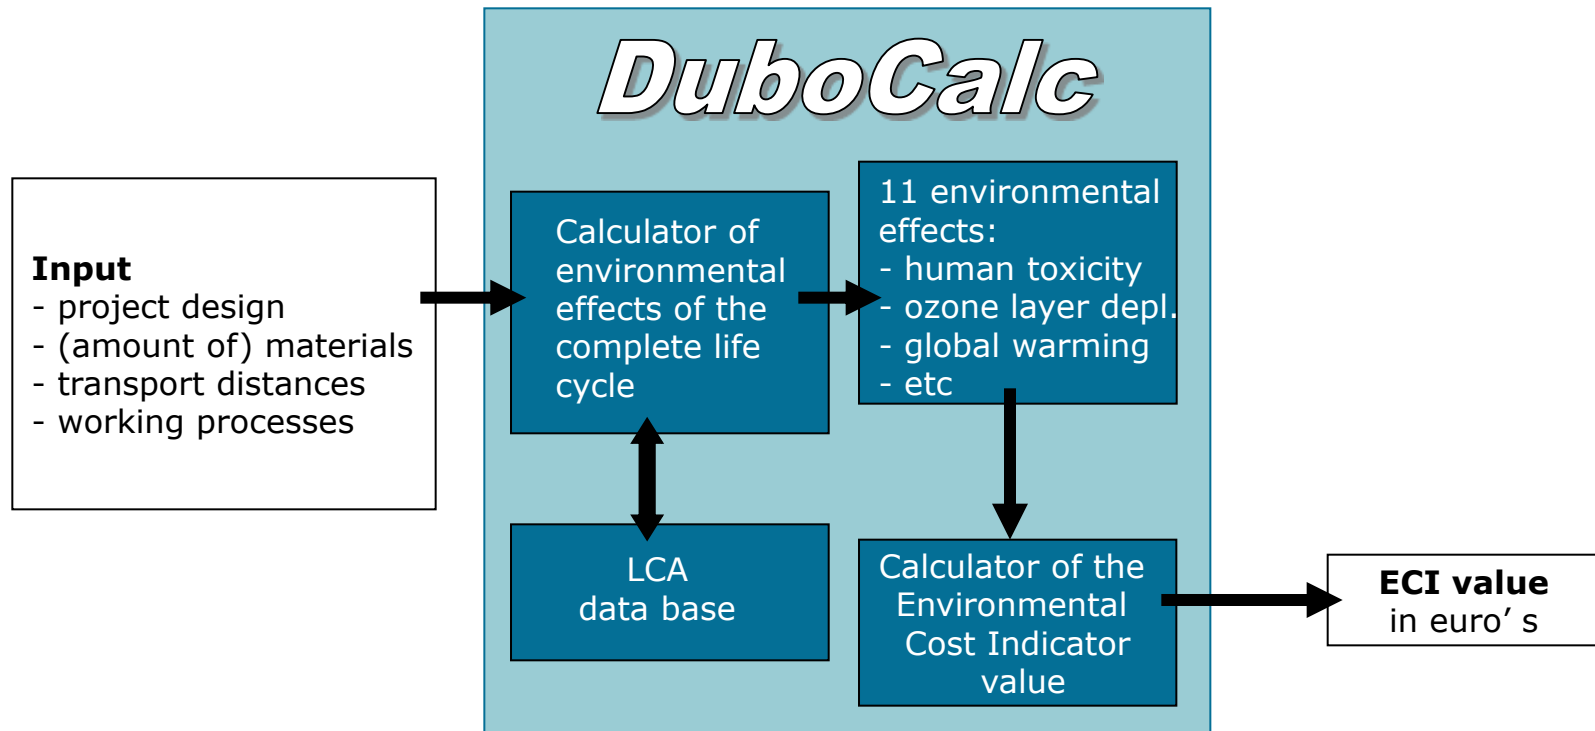 DuboCalc
Input
- project design
- (amount of) materials
- transport distances
- working processes
Calculator of
environmental
effects of the
complete life
cycle
11 environmental
effects:
- human toxicity
- ozone layer depl.
- global warming
- etc
LCA
data base
Calculator of the
Environmental
Cost Indicator
value
ECI value
in euro’ s